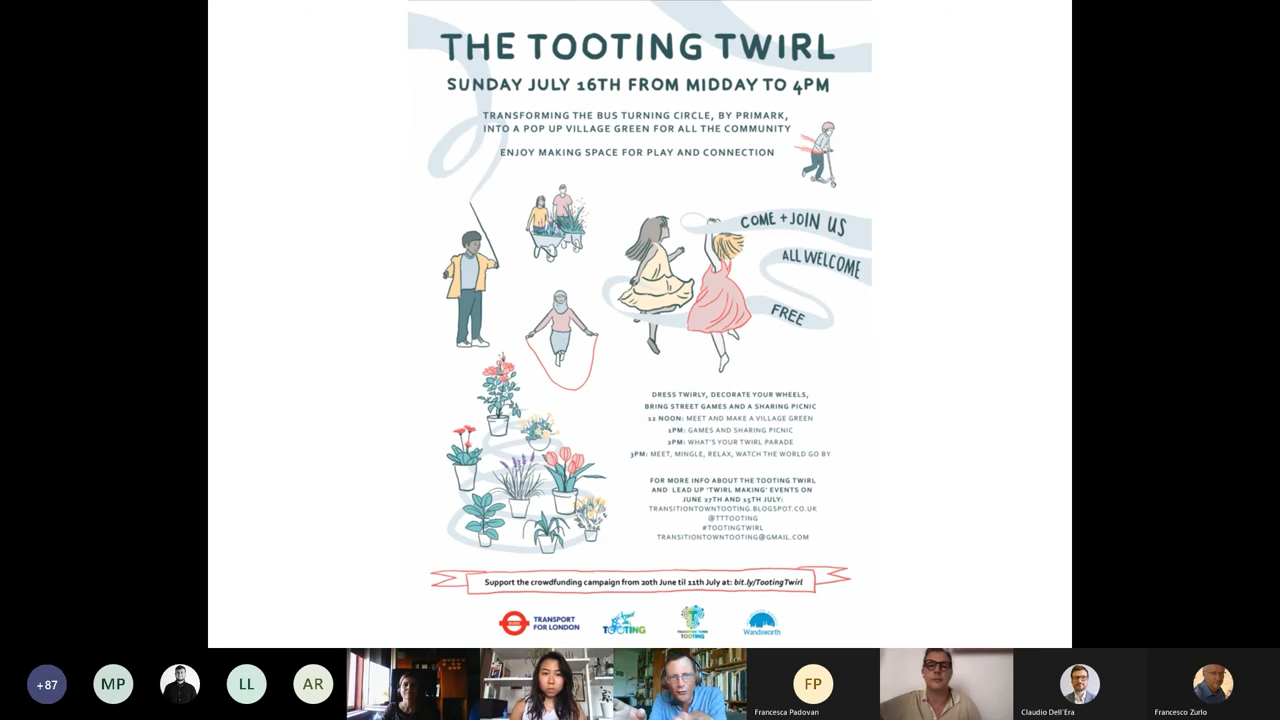 THE TOOTING TWIRL
SUNDAY JULY 16TH FROM MIDDAY TO 4PM
TRANSFORMING THE BUS TURNING CIRCLE, BY PRIMARK,
INTO A POP UP VILLAGE GREEN FOR ALL THE COMMUNITY
ENJOY MAKING SPACE FOR PLAY AND CONNECTION
COME + JOIN US
ALL WELCOME
FREE
DRESS TWIRLY, DECORATE YOUR WHEELS,
BRING STREET GAMES AND A SHARING PICNIC
12 NOON: MEET AND MAKE A VILLAGE GREEN
1PM: GAMES AND SHARING PICNIC
2PM: WHAT'S YOUR TWIRL PARADE
3PM: MEET, MINGLE, RELAX, WATCH THE WORLD GO BY
FOR MORE INFO ABOUT THE TOOTING TWIRL
AND LEAD UP 'TWIRL MAKING' EVENTS ON
JUNE 27TH AND 15TH JULY:
TRANSITIONTOWNTOOTING.BLOGSPOT.CO.UK
@TTTOOTING
#TOOTINGTWIRL
TRANSITIONTOWNTOOTING@GMAIL.COM
Support the crowdfunding campaign from 20th June til 11th July at: bit.ly/TootingTwirl
TRANSPORT
FOR LONDON
TOOTING
TRANSITION TOWN
TOOTING
Wandsworth
+87
MP
LL
AR
FP
Francesca Padovan
Claudio Dell'Era
Francesco Zurlo